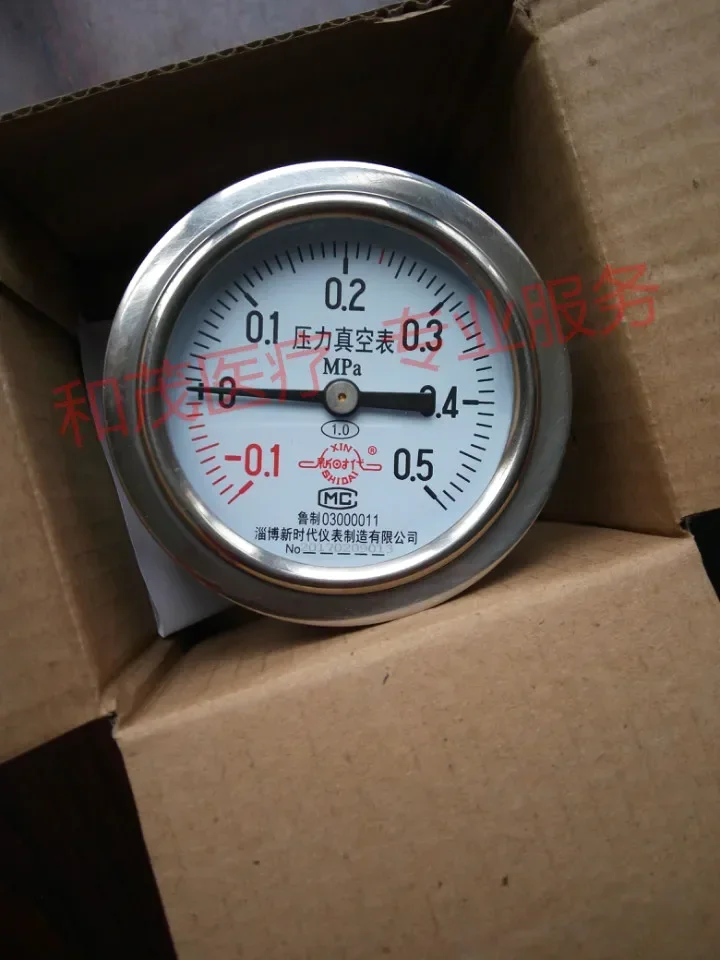 0.2
0.1
0.3
压力真空表
MPa
0
0.4
1.0
-0.1
0.5
XIN
新时代
®
SHIDAI
MC
鲁制03000011
淄博新时代仪表制造有限公司
No 20170209013
和茂医疗 专业服务